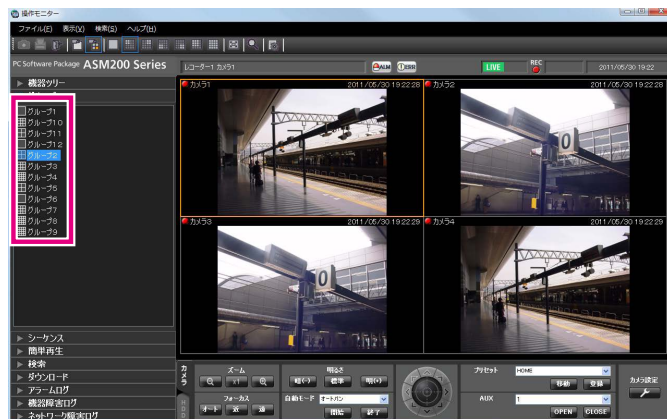 操作モニター
ファイル(F) 表示(V) 検索(S) ヘルプ(H)
PC Software Package ASM200 Series
レコーダー1 カメラ1
ALM
ERR
LIVE
REC
2011/05/30 19:22
機器ツリー
グループ1
グループ10
グループ11
グループ12
グループ2
グループ3
グループ4
グループ5
グループ6
グループ7
グループ8
グループ9
シーケンス
簡単再生
検索
ダウンロード
アラームログ
機器障害ログ
ネットワーク障害ログ
カメラ1 2011/05/30 19:22:28
カメラ2 2011/05/30 19:22:28
0
カメラ3 2011/05/30 19:22:29
0
カメラ4 2011/05/30 19:22:29
カメラ
HDD
ズーム
x1
フォーカス
オート 近 遠
明るさ
暗(-) 標準 明(+)
自動モード オートパン
開始 終了
プリセット HOME
移動 登録
AUX 1
OPEN CLOSE
カメラ設定